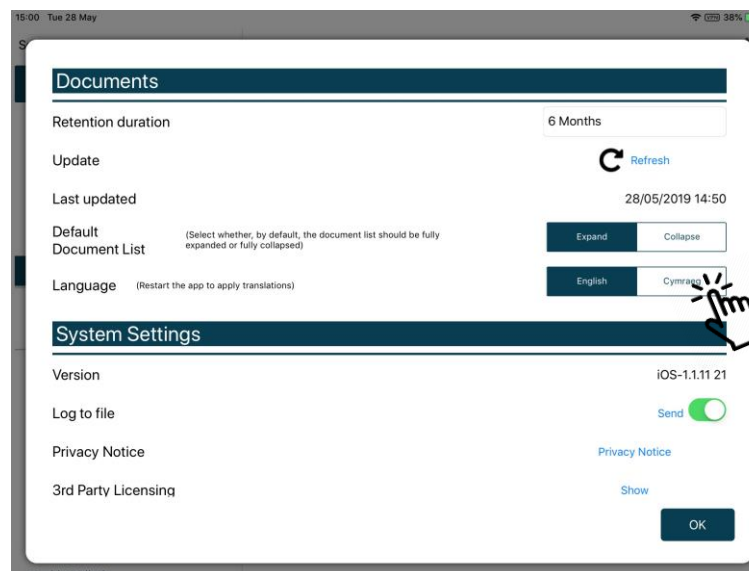 15:00 Tue 28 May
VPN 38%
S
Documents
Retention duration
6 Months
Update
Refresh
Last updated
28/05/2019 14:50
Default
Document List
(Select whether, by default, the document list should be fully
expanded or fully collapsed)
Expand
Collapse
Language
(Restart the app to apply translations)
English
Cymraeg
System Settings
Version
iOS-1.1.11 21
Log to file
Send
Privacy Notice
Privacy Notice
3rd Party Licensing
Show
OK